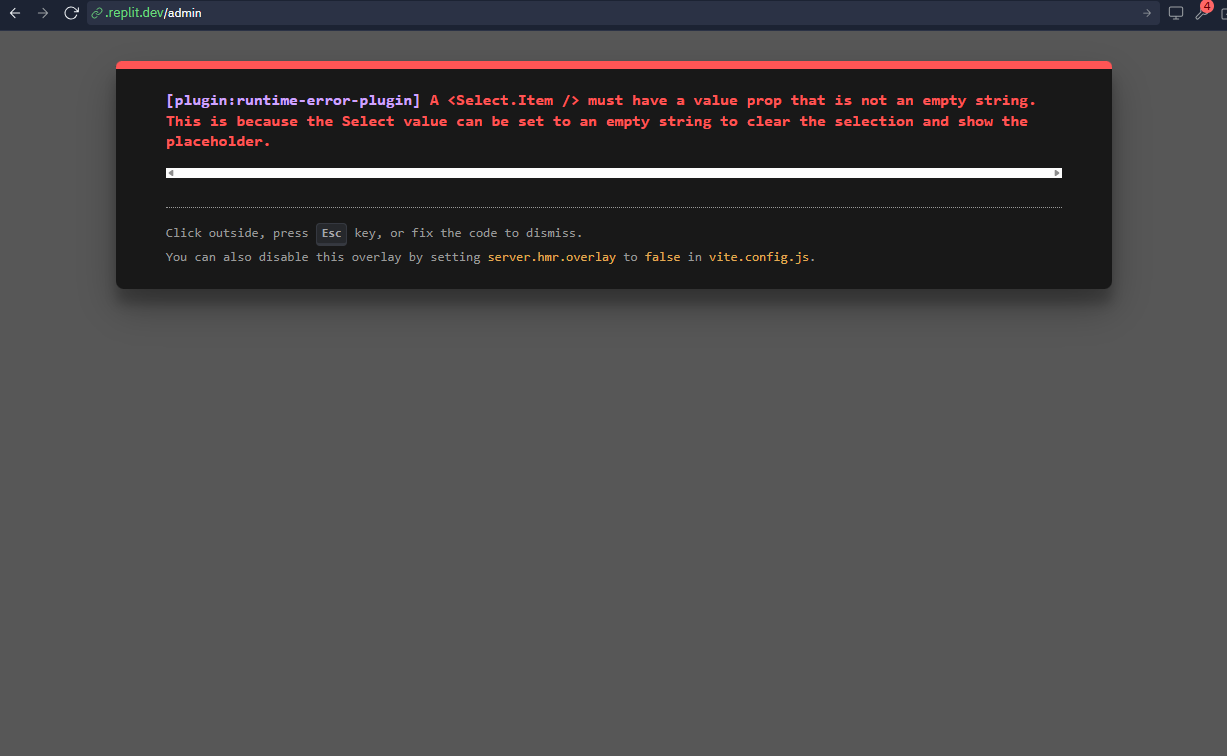 .replit.dev/admin
4
[plugin:runtime-error-plugin] A <Select.Item /> must have a value prop that is not an empty string.
This is because the Select value can be set to an empty string to clear the selection and show the
placeholder.
Click outside, press Esc key, or fix the code to dismiss.
You can also disable this overlay by setting server.hmr.overlay to false in vite.config.js.